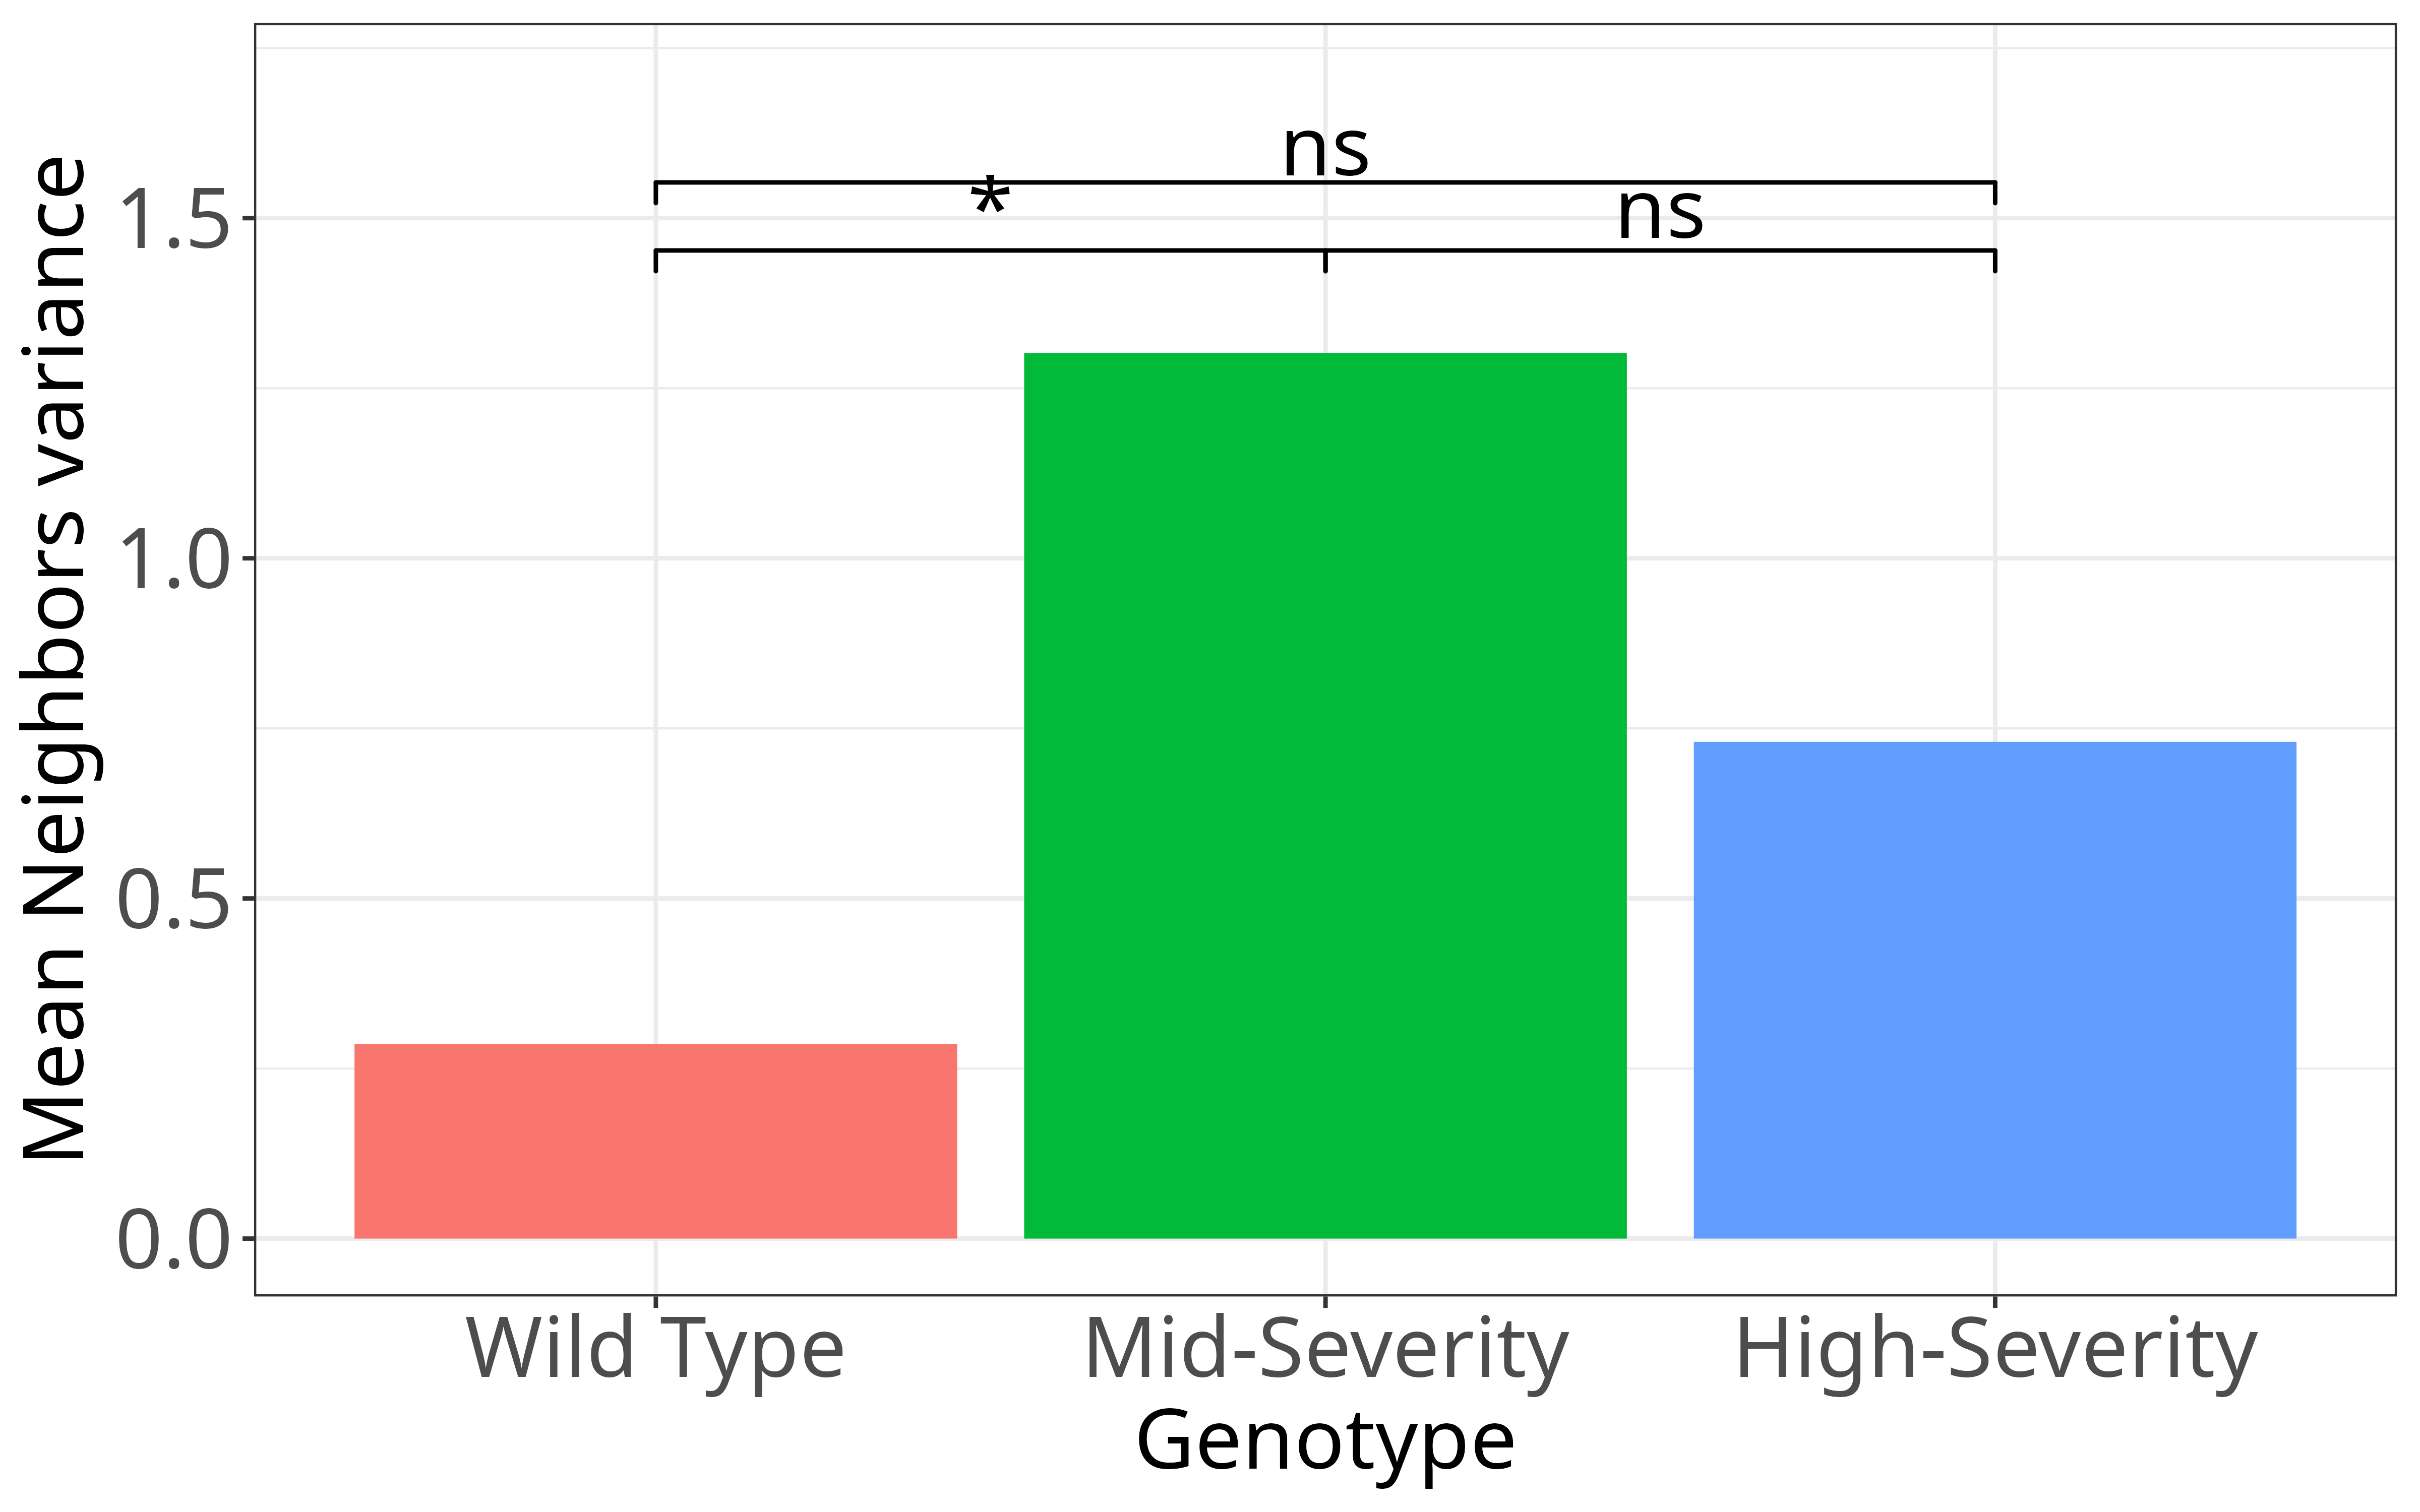 Mean Neighbors variance
ns
*
ns
1.5
1.0
0.5
0.0
Wild Type
Mid-Severity
High-Severity
Genotype